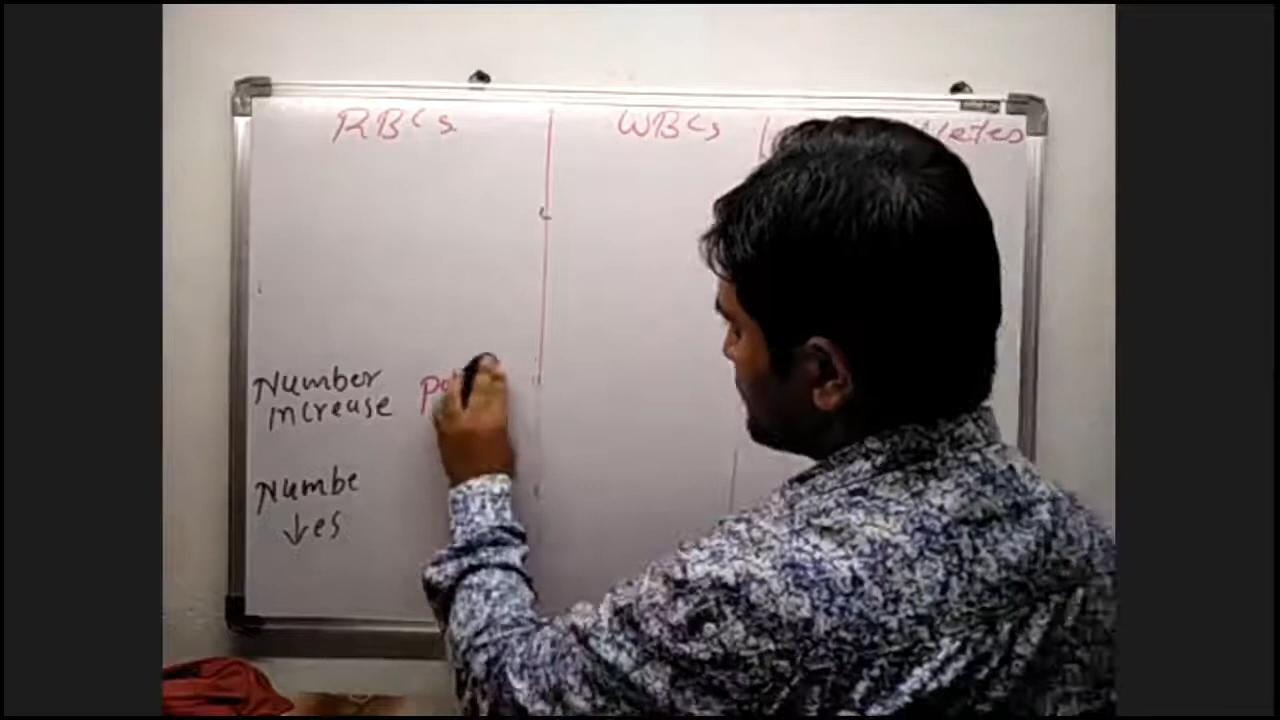 RBCs WBCs
Number
increase
Numbe
↓es